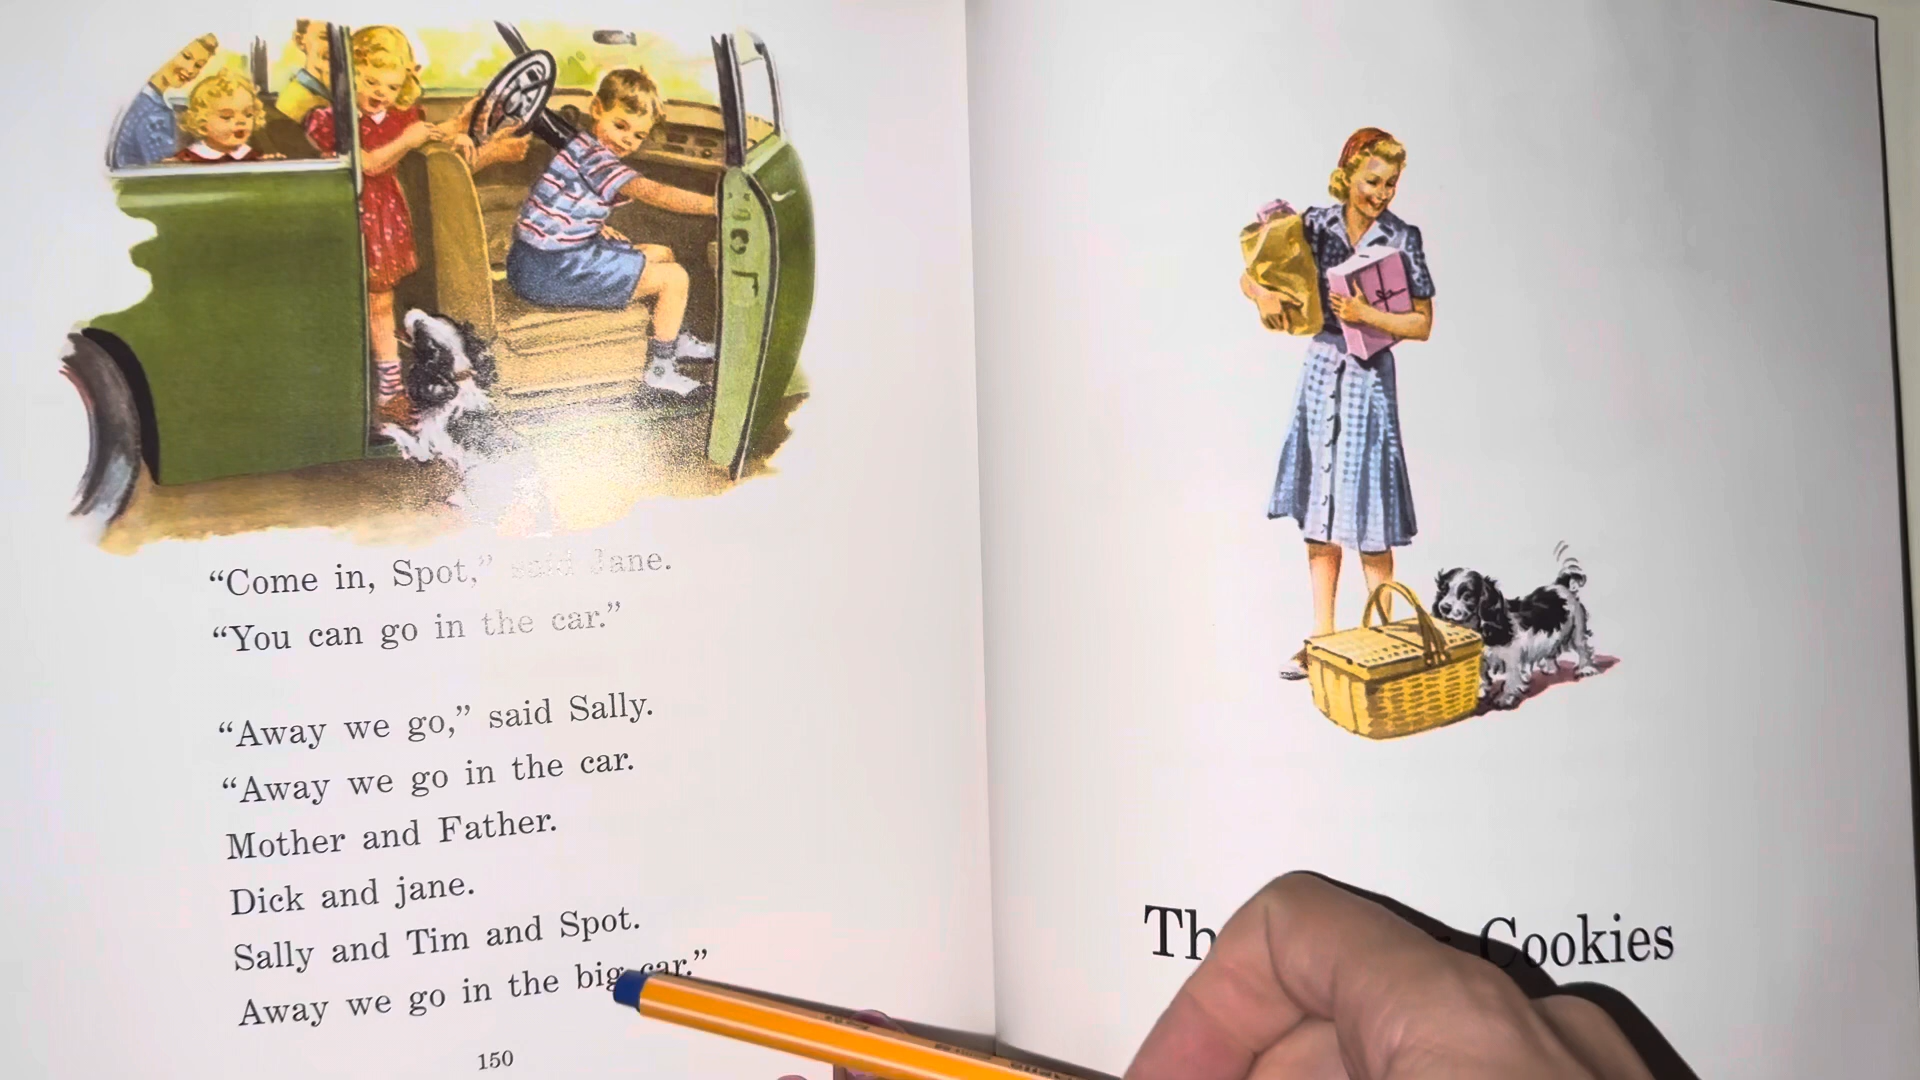 “Come in, Spot,” said Jane.
“You can go in the car.”
“Away we go,” said Sally.
“Away we go in the car.
Mother and Father.
Dick and jane.
Sally and Tim and Spot.
Away we go in the big car.”
150
Cookies